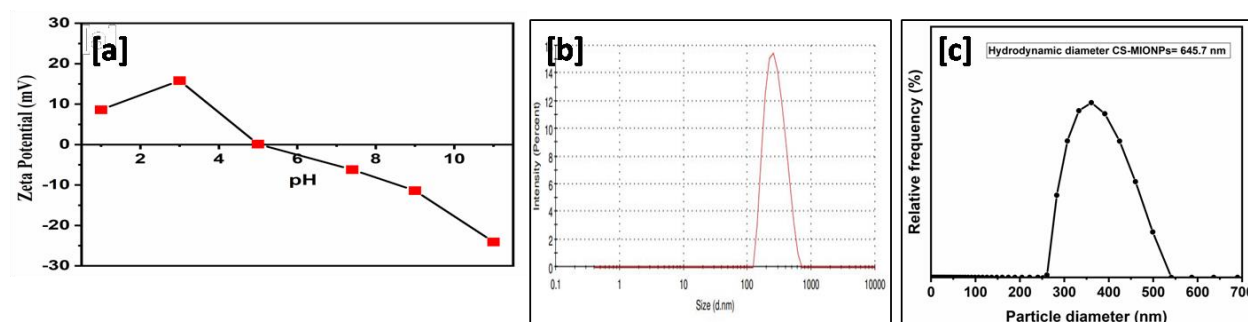 [a]
Zeta Potential (mV)
30
20
10
0
-10
-20
-30
2 4 6 8 10
pH
[b]
Intensity (Percent)
14
12
10
8
6
4
2
0
0.1 1 10 100 1000 10000
Size (d.nm)
[c]
Hydrodynamic diameter CS-MIONPs= 645.7 nm
Relative frequency (%)
0 100 200 300 400 500 600 700
Particle diameter (nm)